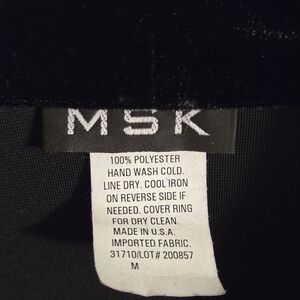 MSK
100% POLYESTER
HAND WASH COLD.
LINE DRY. COOL IRON
ON REVERSE SIDE IF
NEEDED. COVER RING
FOR DRY CLEAN.
MADE IN U.S.A.
IMPORTED FABRIC.
31710/LOT# 200857
M